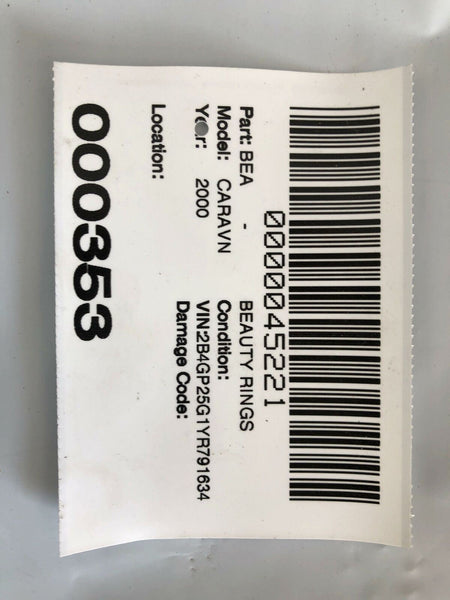 0000045221
Part: BEA - BEAUTY RINGS
Model: CARAVN Condition:
Year: 2000 VIN:2B4GP25G1YR791634
Damage Code:
Location:
000353